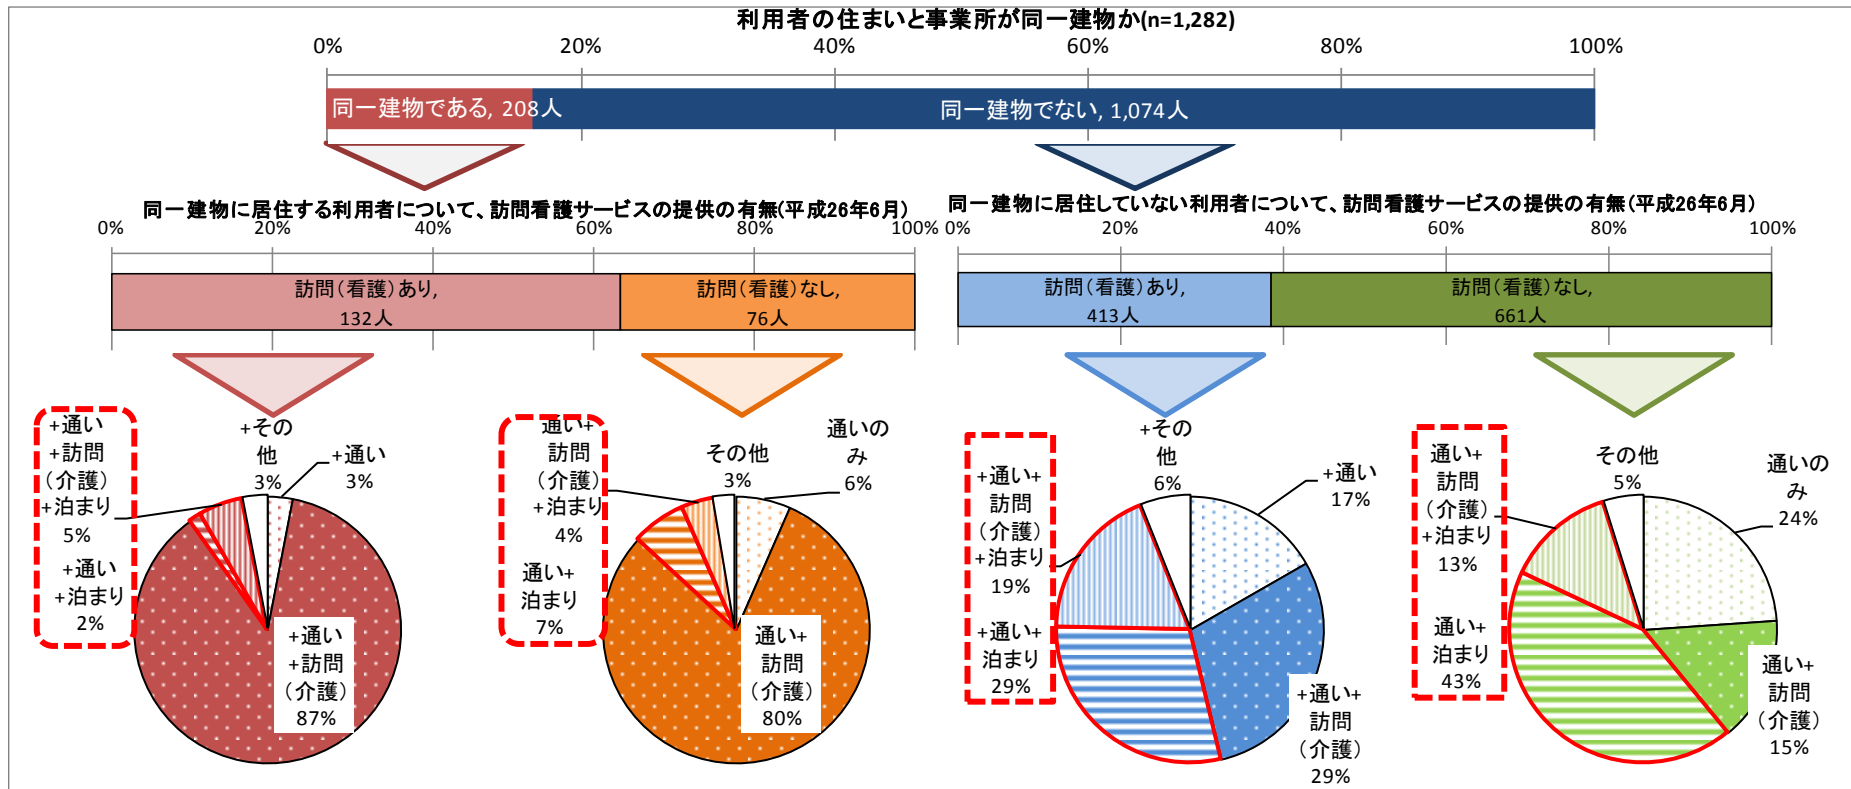 利用者の住まいと事業所が同一建物か(n=1,282)
0%
20%
40%
60%
80%
100%
同一建物である, 208人
同一建物でない, 1,074人
同一建物に居住する利用者について、訪問看護サービスの提供の有無(平成26年6月)
0%
20%
40%
60%
80%
100%
訪問（看護）あり,
132人
訪問（看護）なし,
76人
同一建物に居住していない利用者について、訪問看護サービスの提供の有無(平成26年6月)
0%
20%
40%
60%
80%
100%
訪問（看護）あり,
413人
訪問（看護）なし,
661人
+通い
+訪問
（介護）
+泊まり
5%
+通い
+泊まり
2%
+その
他
3%
+通い
3%
+通い
+訪問
（介護）
87%
通い+
訪問
（介護）
+泊まり
4%
通い+
泊まり
7%
その他
3%
通いの
み
6%
通い+
訪問
（介護）
80%
+通い+
訪問
（介護）
+泊まり
19%
+通い+
泊まり
29%
+その
他
6%
+通い
17%
+通い+
訪問
（介護）
29%
通い+
訪問
（介護）
+泊まり
13%
通い+
泊まり
43%
その他
5%
通いの
み
24%
通い+
訪問
（介護）
15%